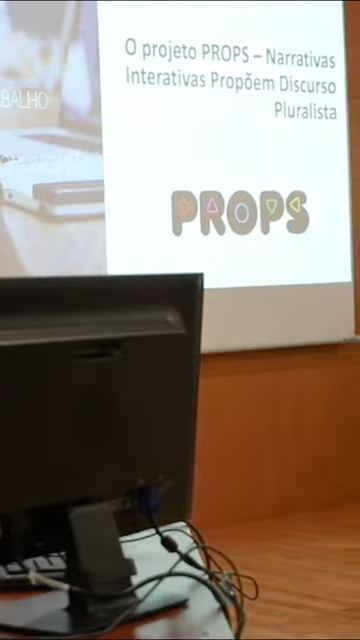 O projeto PROPS – Narrativas
Interativas Propõem Discurso
Pluralista
BALHO
PROPS